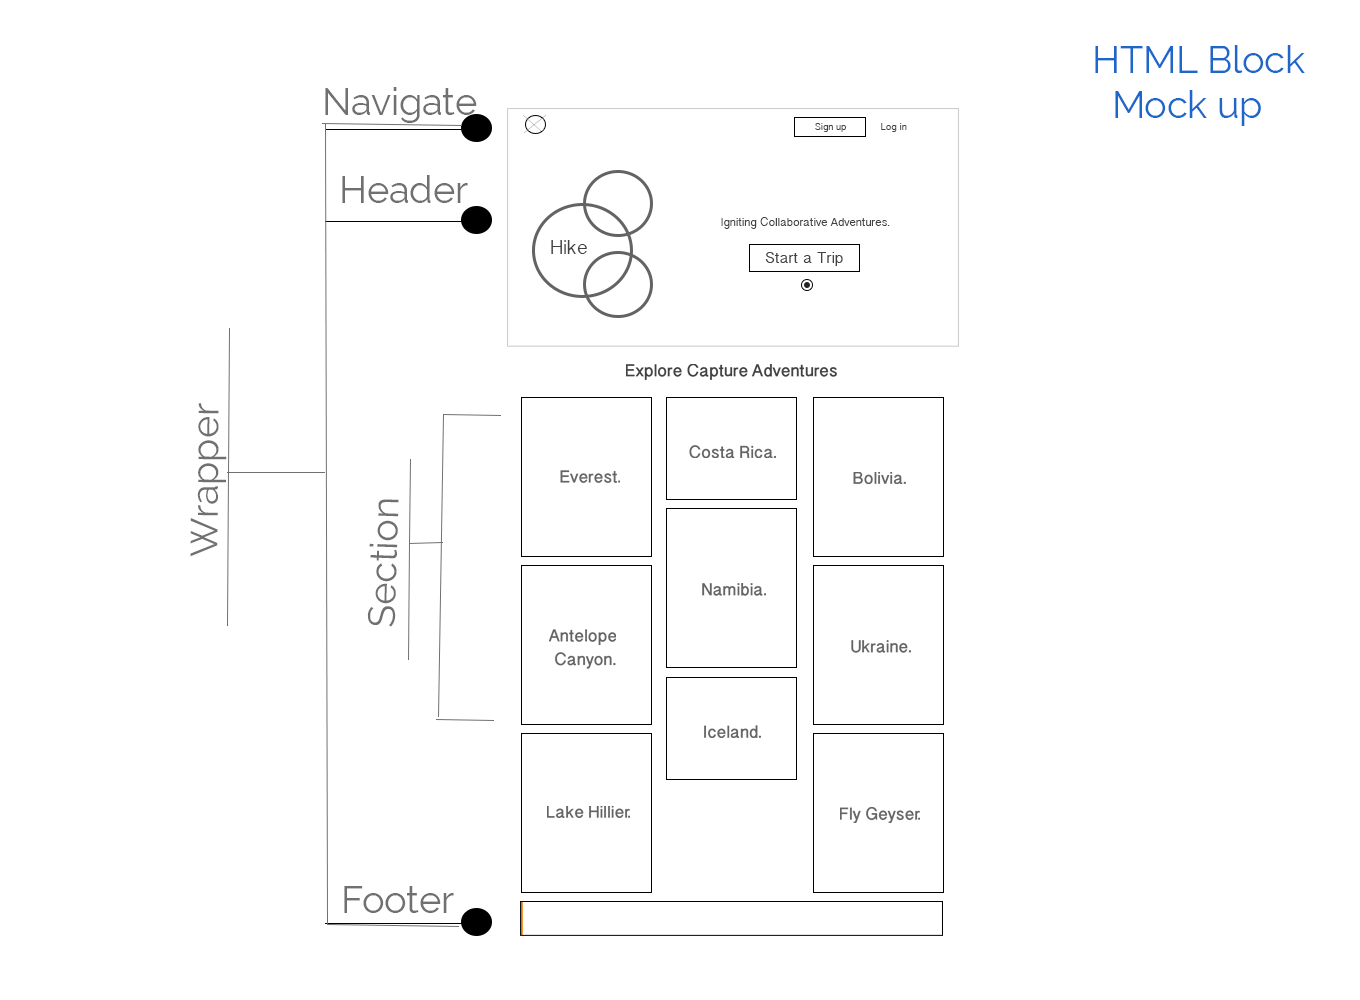 HTML Block
Mock up
Navigate
Header
Wrapper
Section
Footer
Sign up
Log in
Hike
Igniting Collaborative Adventures.
Start a Trip
Explore Capture Adventures
Everest.
Costa Rica.
Bolivia.
Namibia.
Antelope
Canyon.
Ukraine.
Iceland.
Lake Hillier.
Fly Geyser.